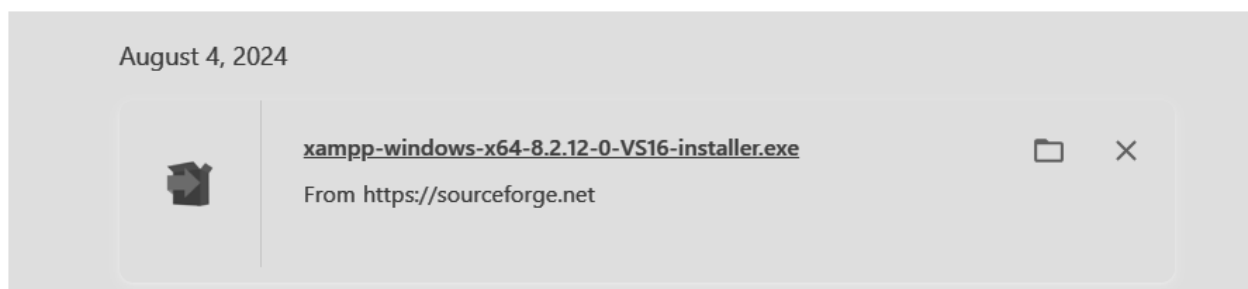 August 4, 2024
xampp-windows-x64-8.2.12-0-VS16-installer.exe
From https://sourceforge.net